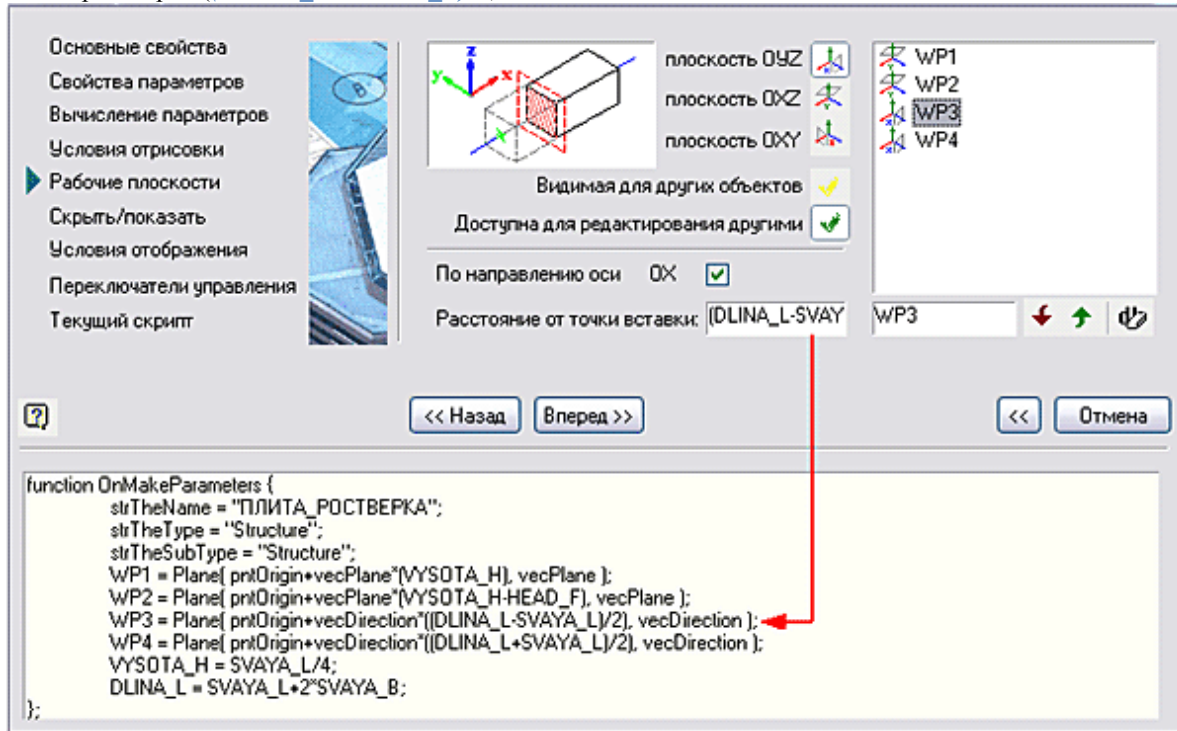 Основные свойства
Свойства параметров
Вычисление параметров
Условия отрисовки
Рабочие плоскости
Скрыть/показать
Условия отображения
Переключатели управления
Текущий скрипт
B
z
y
x
плоскость OYZ
плоскость OXZ
плоскость OXY
Видимая для других объектов
Доступна для редактирования другими
По направлению оси OX
Расстояние от точки вставки: (DLINA_L-SVAY
WP1
WP2
WP3
WP4
WP3
<< Назад
Вперед >>
<<
Отмена
function OnMakeParameters {
strTheName = "ПЛИТА_РОСТВЕРКА";
strTheType = "Structure";
strTheSubType = "Structure";
WP1 = Plane( pntOrigin+vecPlane*(VYSOTA_H), vecPlane );
WP2 = Plane( pntOrigin+vecPlane*(VYSOTA_H-HEAD_F), vecPlane );
WP3 = Plane( pntOrigin+vecDirection*((DLINA_L-SVAYA_L)/2), vecDirection );
WP4 = Plane( pntOrigin+vecDirection*((DLINA_L+SVAYA_L)/2), vecDirection );
VYSOTA_H = SVAYA_L/4;
DLINA_L = SVAYA_L+2*SVAYA_B;
};